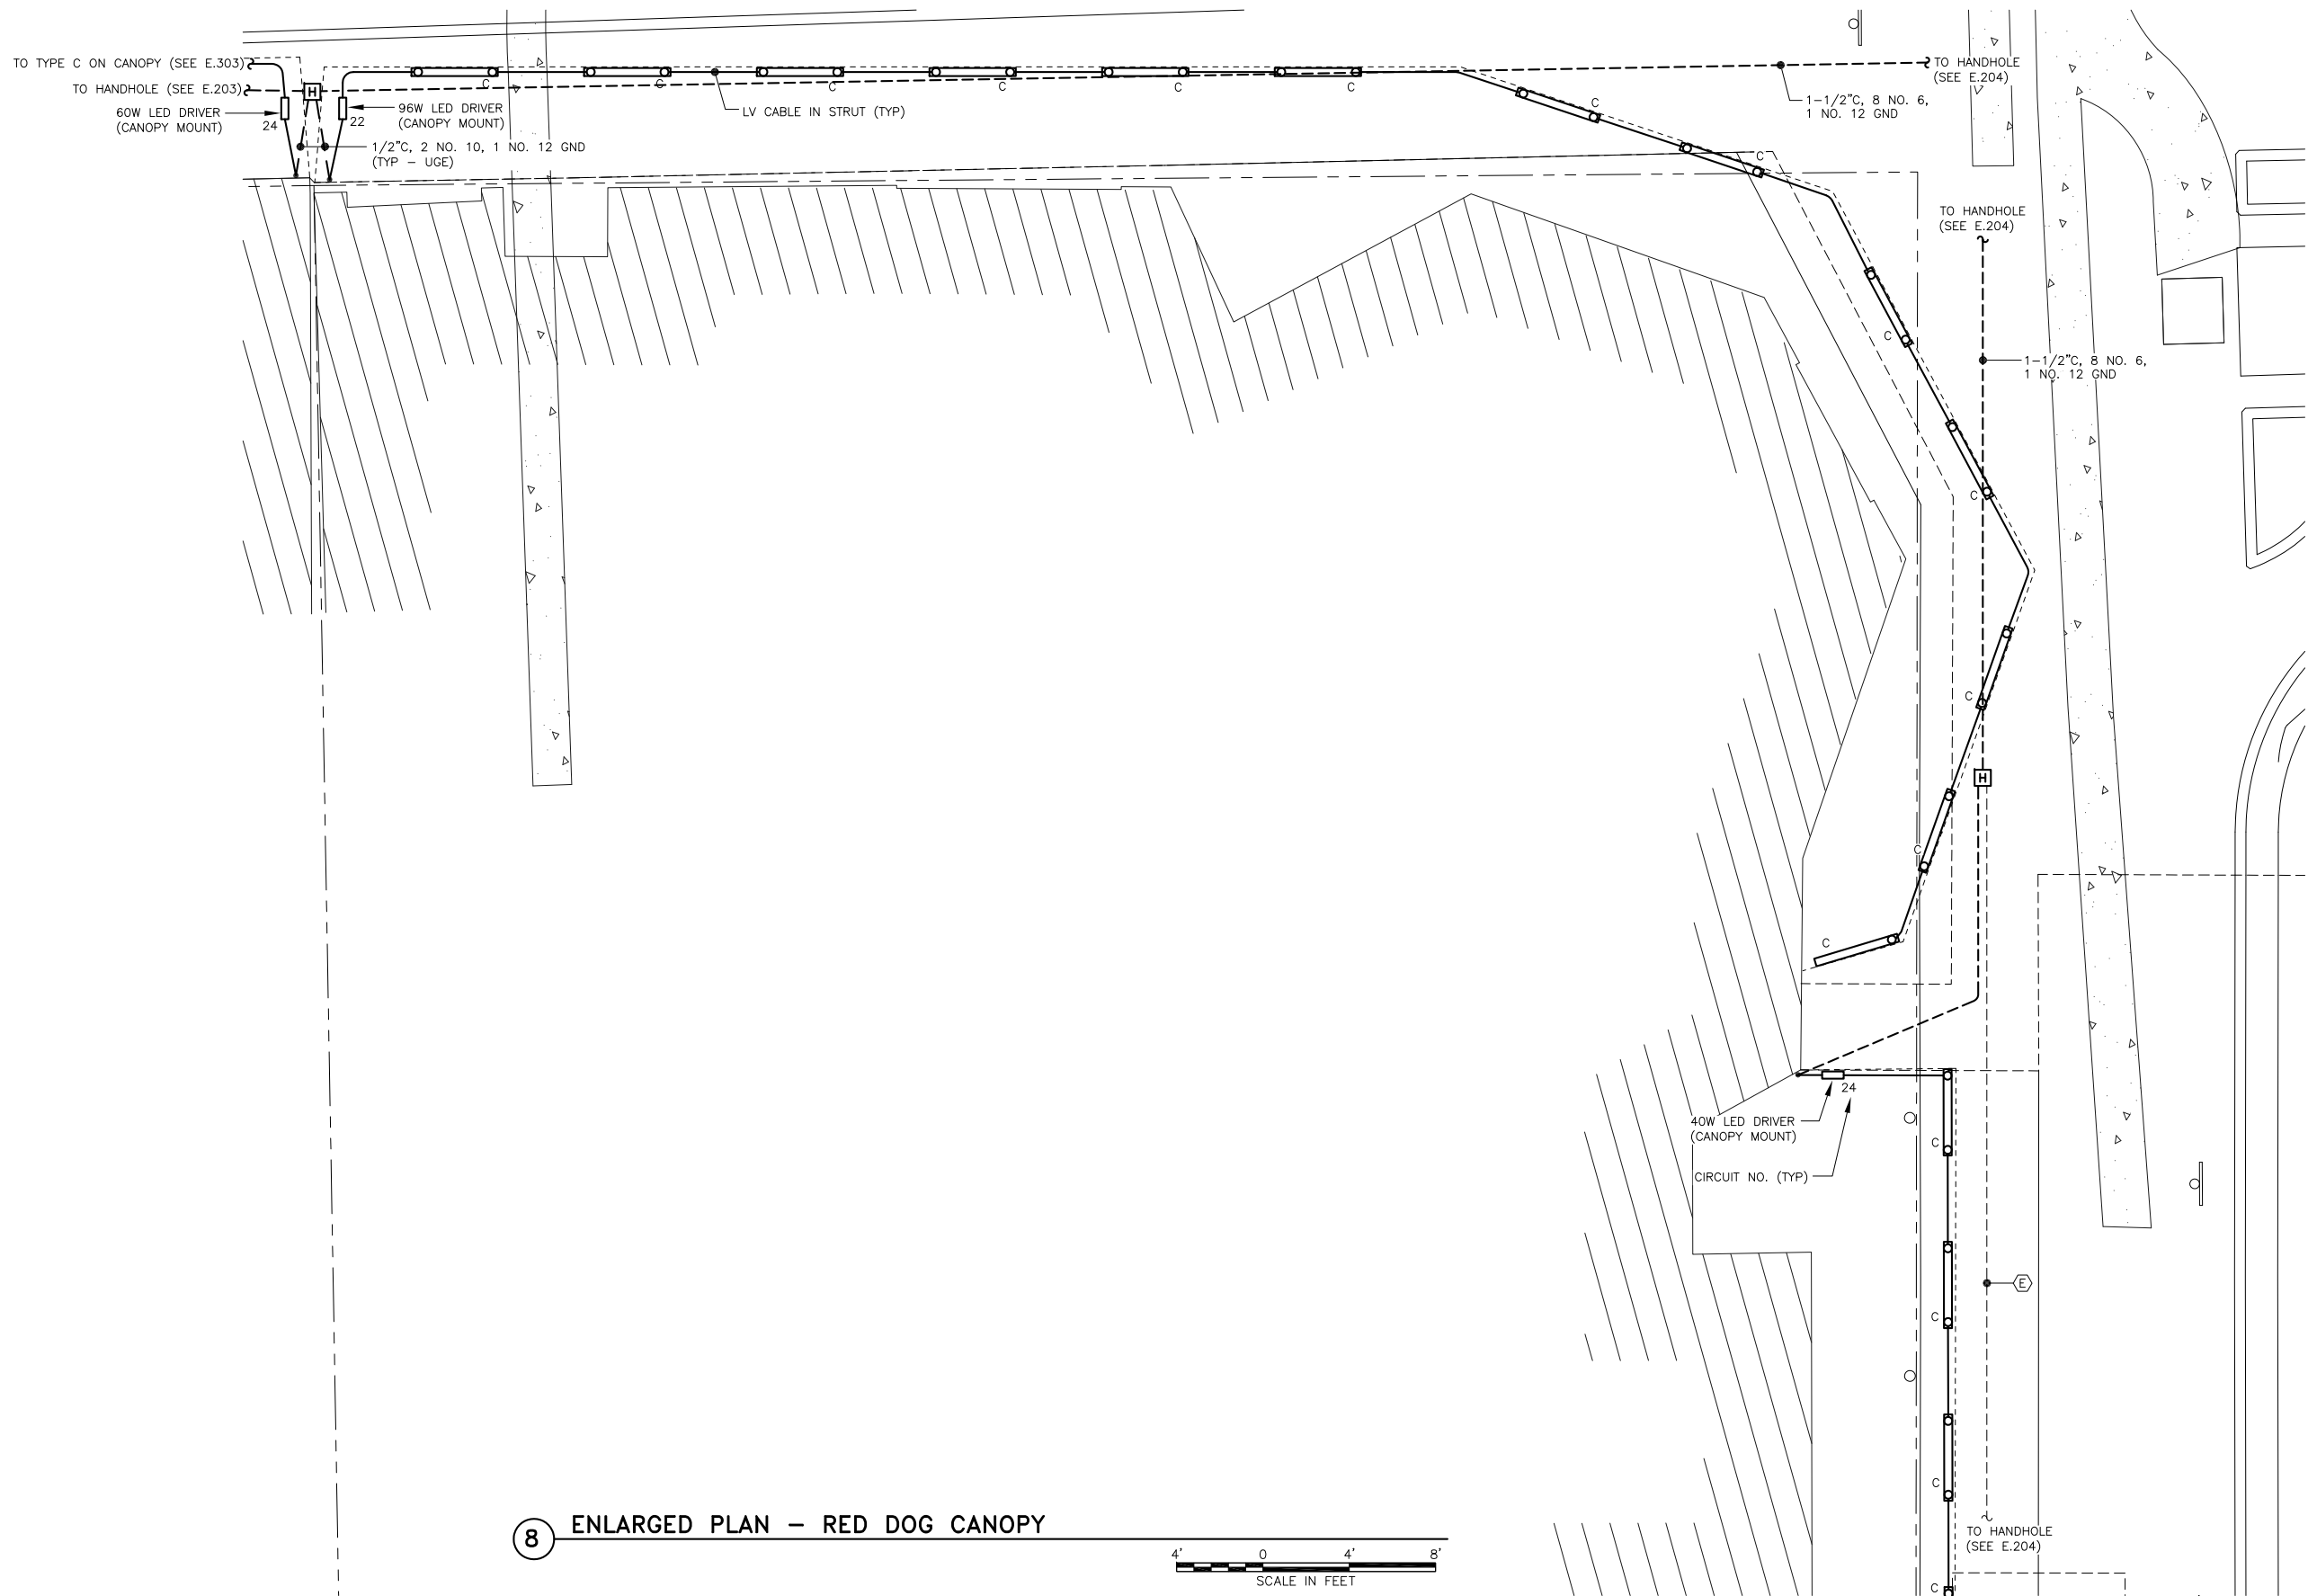 TO TYPE C ON CANOPY (SEE E.303)
TO HANDHOLE (SEE E.203)
H
60W LED DRIVER
(CANOPY MOUNT)
24
96W LED DRIVER
(CANOPY MOUNT)
22
1/2"C, 2 NO. 10, 1 NO. 12 GND
(TYP – UGE)
LV CABLE IN STRUT (TYP)
C
C
C
C
C
C
C
C
TO HANDHOLE
(SEE E.204)
1-1/2"C, 8 NO. 6,
1 NO. 12 GND
TO HANDHOLE
(SEE E.204)
C
1-1/2"C, 8 NO. 6,
1 NO. 12 GND
C
C
H
C
C
24
40W LED DRIVER
(CANOPY MOUNT)
C
CIRCUIT NO. (TYP)
E
C
C
8
ENLARGED PLAN – RED DOG CANOPY
TO HANDHOLE
(SEE E.204)
4' 0 4' 8'
SCALE IN FEET
C